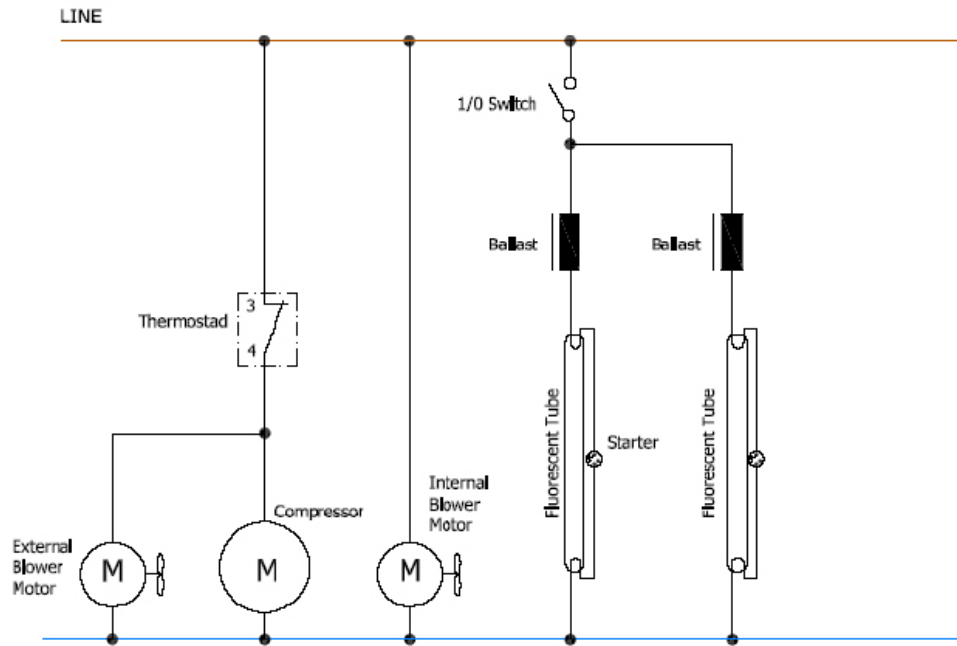 LINE
1/0 Switch
Ballast
Ballast
3
Thermostad
4
Fluorescent Tube
Starter
Fluorescent Tube
Internal
Blower
Motor
Compressor
External
Blower
Motor
M
M
M